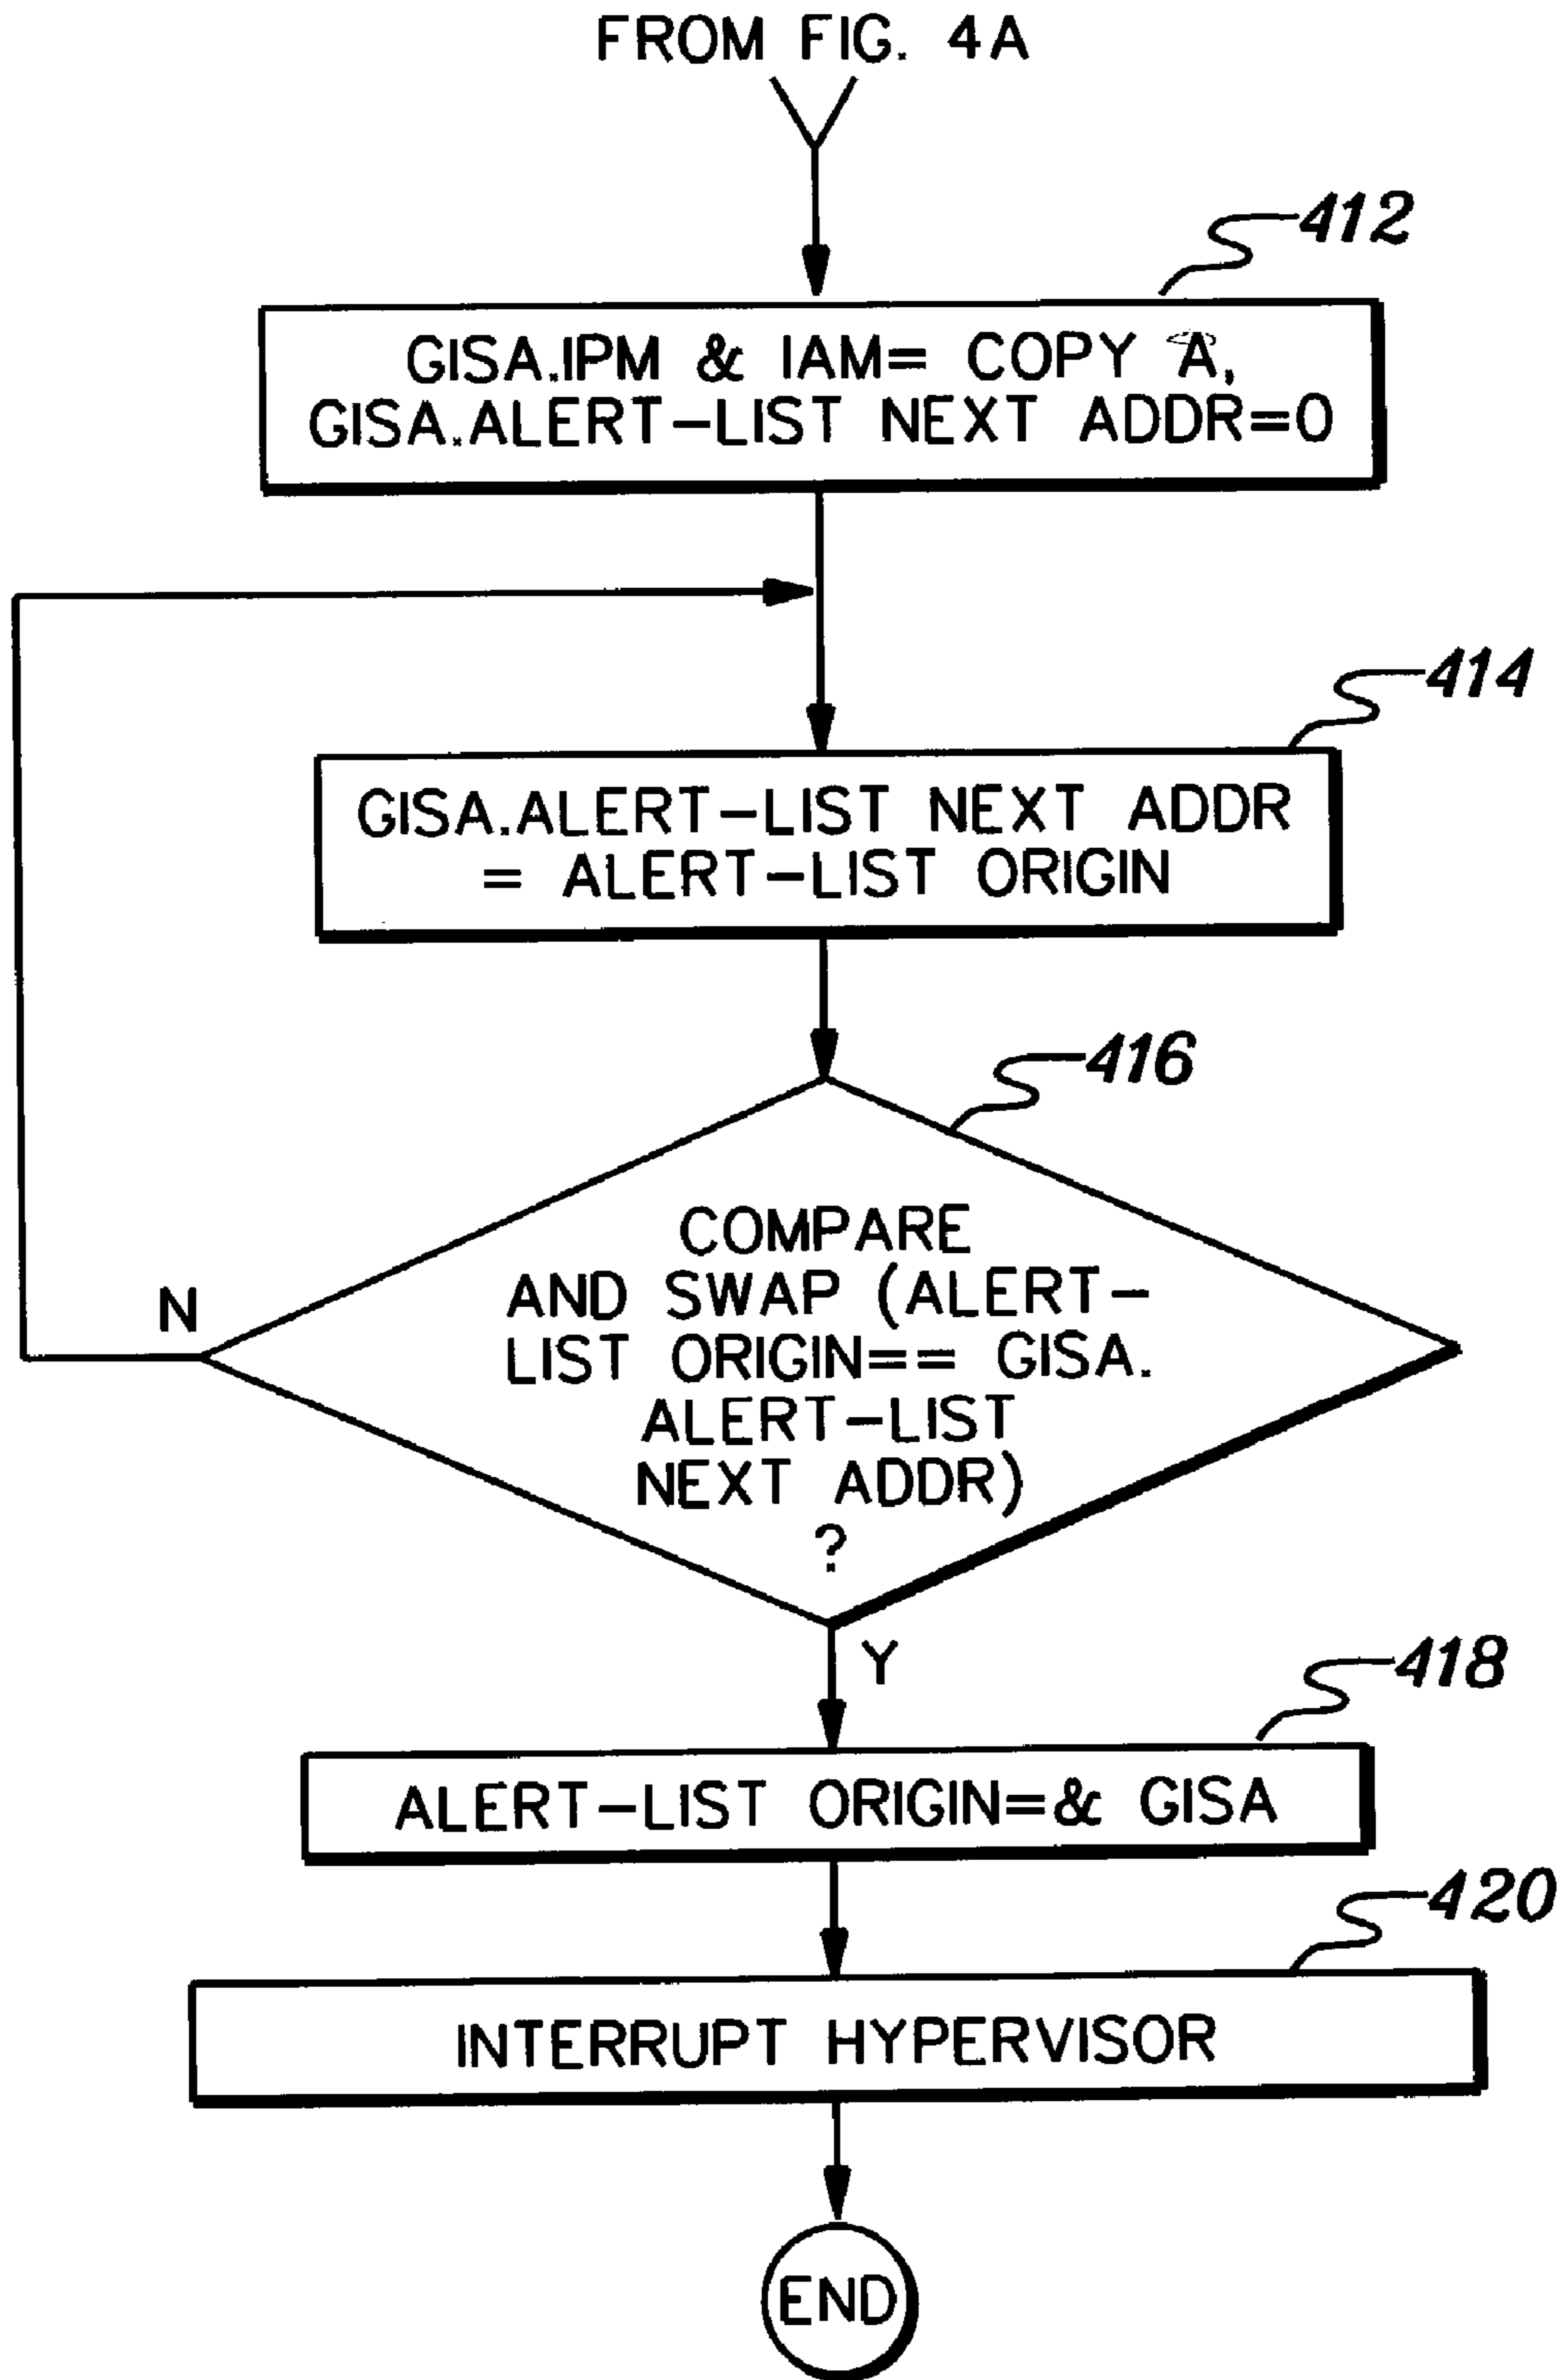 FROM FIG. 4A
412
GISA.IPM & IAM= COPY A,
GISA.ALERT-LIST NEXT ADDR=0
414
GISA.ALERT-LIST NEXT ADDR
= ALERT-LIST ORIGIN
416
COMPARE
AND SWAP (ALERT-
LIST ORIGIN== GISA.
ALERT-LIST
NEXT ADDR)
?
N
Y
418
ALERT-LIST ORIGIN=& GISA
420
INTERRUPT HYPERVISOR
END